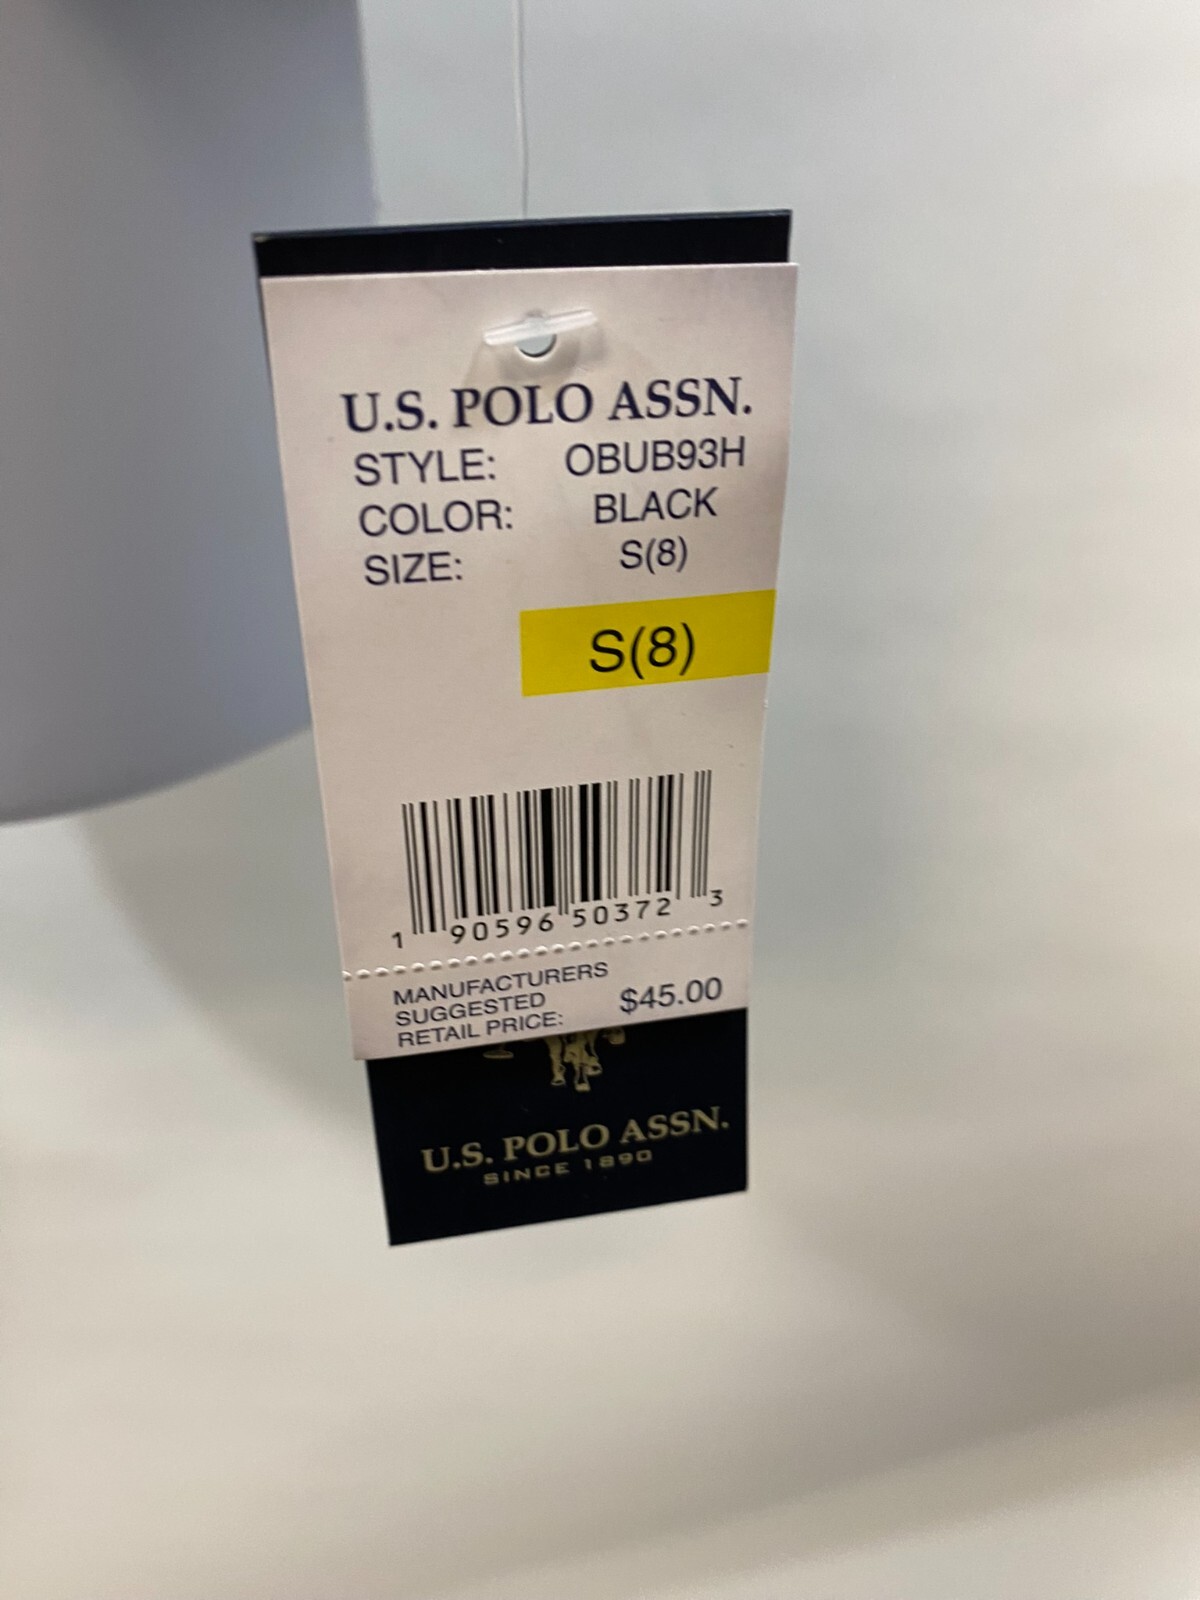 U.S. POLO ASSN.
STYLE: OBUB93H
COLOR: BLACK
SIZE: S(8)
S(8)
1 90596 50372 3
MANUFACTURERS
SUGGESTED
RETAIL PRICE: $45.00
U.S. POLO ASSN.
SINCE 1890